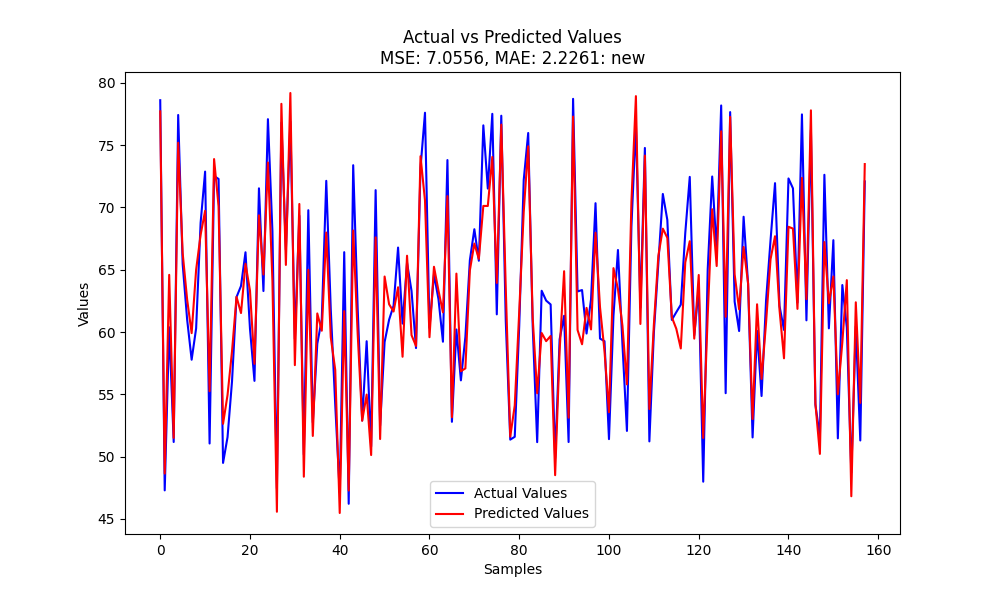 Actual vs Predicted Values
MSE: 7.0556, MAE: 2.2261: new
80
75
70
65
60
55
50
45
Values
Actual Values
Predicted Values
0 20 40 60 80 100 120 140 160
Samples